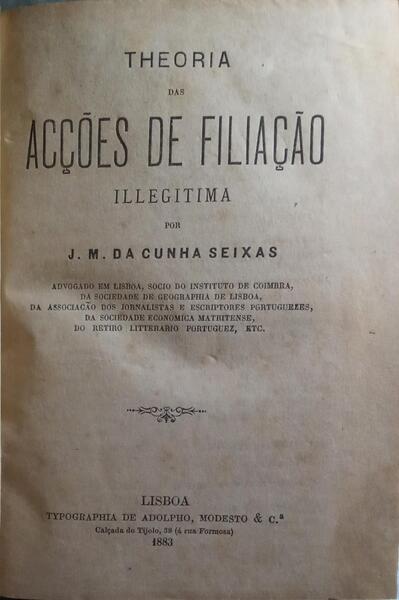 THEORIA
DAS
ACÇÕES DE FILIAÇÃO
ILLEGITIMA
POR
J. M. DA CUNHA SEIXAS
ADVOGADO EM LISBOA, SOCIO DO INSTITUTO DE COIMBRA,
DA SOCIEDADE DE GEOGRAPHIA DE LISBOA,
DA ASSOCIAÇÃO DOS JORNALISTAS E ESCRIPTORES PORTUGUEZES,
DA SOCIEDADE ECONOMICA MATRITENSE,
DO RETIRO LITTERARIO PORTUGUEZ, ETC.
LISBOA
TYPOGRAPHIA DE ADOLPHO, MODESTO & C.ª
Calçada do Tijolo, 39 (á rua Formosa)
1883